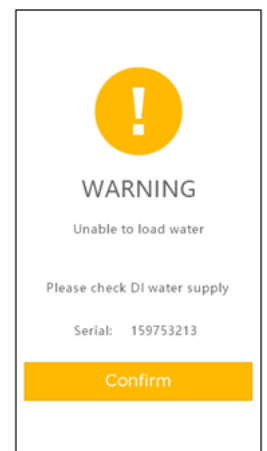 !
WARNING
Unable to load water
Please check DI water supply
Serial: 159753213
Confirm